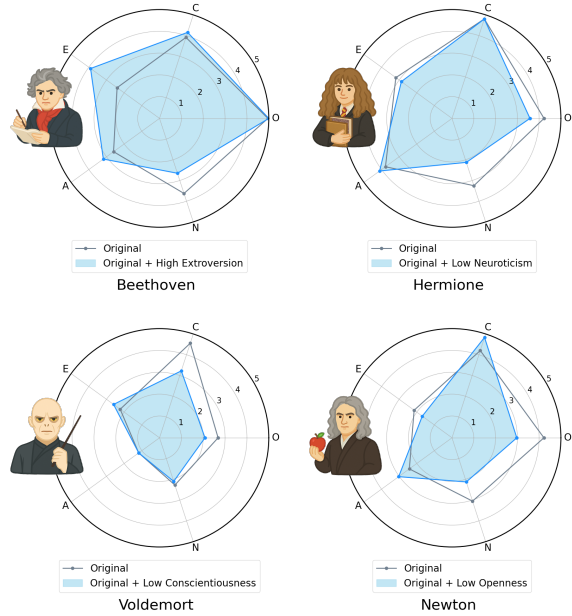 C
E
5
4
3
2
1
O
A
N
Original
Original + High Extroversion
Beethoven
C
E
5
4
3
2
1
O
A
N
Original
Original + Low Neuroticism
Hermione
C
E
5
4
3
2
1
O
A
N
Original
Original + Low Conscientiousness
Voldemort
C
E
5
4
3
2
1
O
A
N
Original
Original + Low Openness
Newton